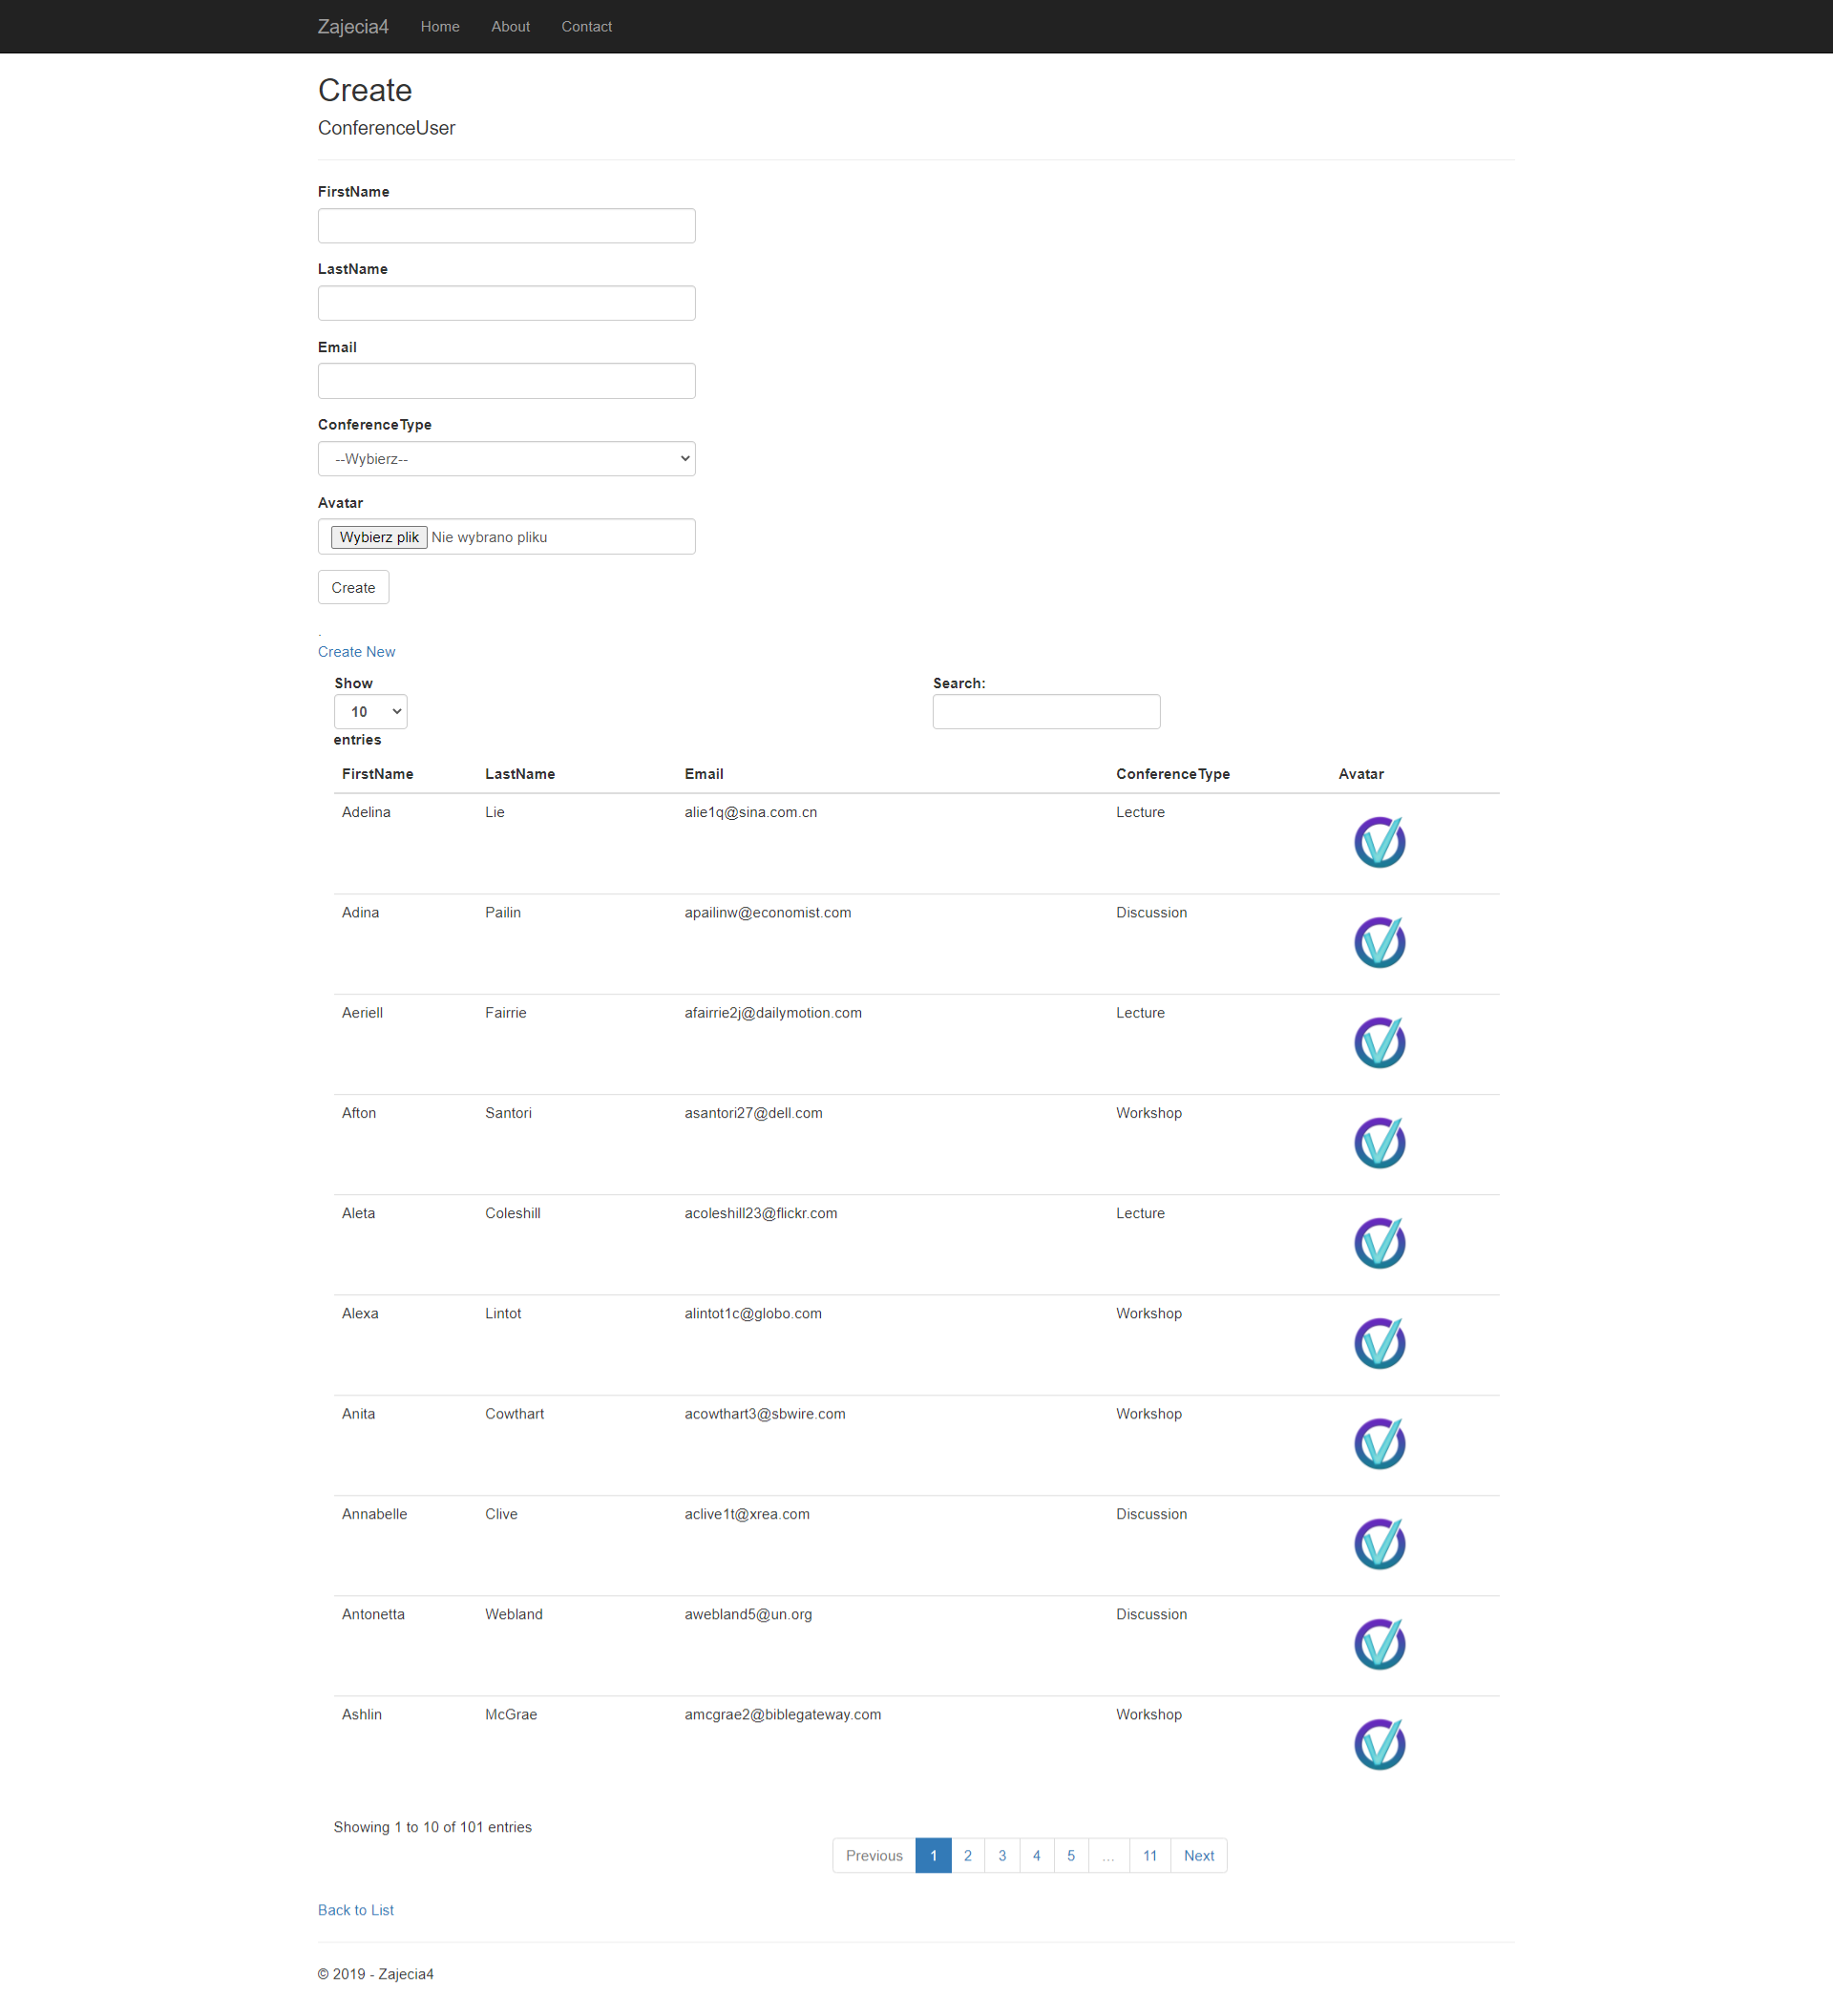 Zajecia4 Home About Contact
Create
ConferenceUser
FirstName
LastName
Email
ConferenceType
--Wybierz--
Avatar
Wybierz plik Nie wybrano pliku
Create
.
Create New
Show Search:
10
entries
FirstName LastName Email ConferenceType Avatar
Adelina Lie alie1q@sina.com.cn Lecture
Adina Pailin apailinw@economist.com Discussion
Aeriell Fairrie afairrie2j@dailymotion.com Lecture
Afton Santori asantori27@dell.com Workshop
Aleta Coleshill acoleshill23@flickr.com Lecture
Alexa Lintot alintot1c@globo.com Workshop
Anita Cowthart acowthart3@sbwire.com Workshop
Annabelle Clive aclive1t@xrea.com Discussion
Antonetta Webland awebland5@un.org Discussion
Ashlin McGrae amcgrae2@biblegateway.com Workshop
Showing 1 to 10 of 101 entries
Previous 1 2 3 4 5 … 11 Next
Back to List
© 2019 - Zajecia4